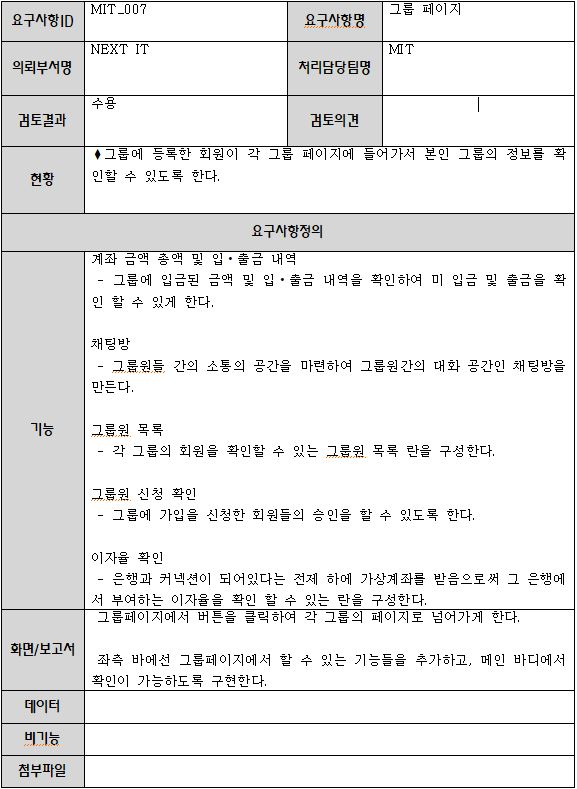 요구사항ID MIT_007 요구사항명 그룹 페이지
의뢰부서명 NEXT IT 처리담당팀명 MIT
검토결과 수용 검토의견
현황
♦그룹에 등록한 회원이 각 그룹 페이지에 들어가서 본인 그룹의 정보를 확
인할 수 있도록 한다.
요구사항정의
기능
계좌 금액 총액 및 입・출금 내역
- 그룹에 입금된 금액 및 입・출금 내역을 확인하여 미 입금 및 출금을 확
인 할 수 있게 한다.
채팅방
- 그룹원들 간의 소통의 공간을 마련하여 그룹원간의 대화 공간인 채팅방을
만든다.
그룹원 목록
- 각 그룹의 회원을 확인할 수 있는 그룹원 목록 란을 구성한다.
그룹원 신청 확인
- 그룹에 가입을 신청한 회원들의 승인을 할 수 있도록 한다.
이자율 확인
- 은행과 커넥션이 되어있다는 전제 하에 가상계좌를 받음으로써 그 은행에
서 부여하는 이자율을 확인 할 수 있는 란을 구성한다.
화면/보고서
그룹페이지에서 버튼을 클릭하여 각 그룹의 페이지로 넘어가게 한다.
좌측 바에선 그룹페이지에서 할 수 있는 기능들을 추가하고, 메인 바디에서
확인이 가능하도록 구현한다.
데이터
비기능
첨부파일